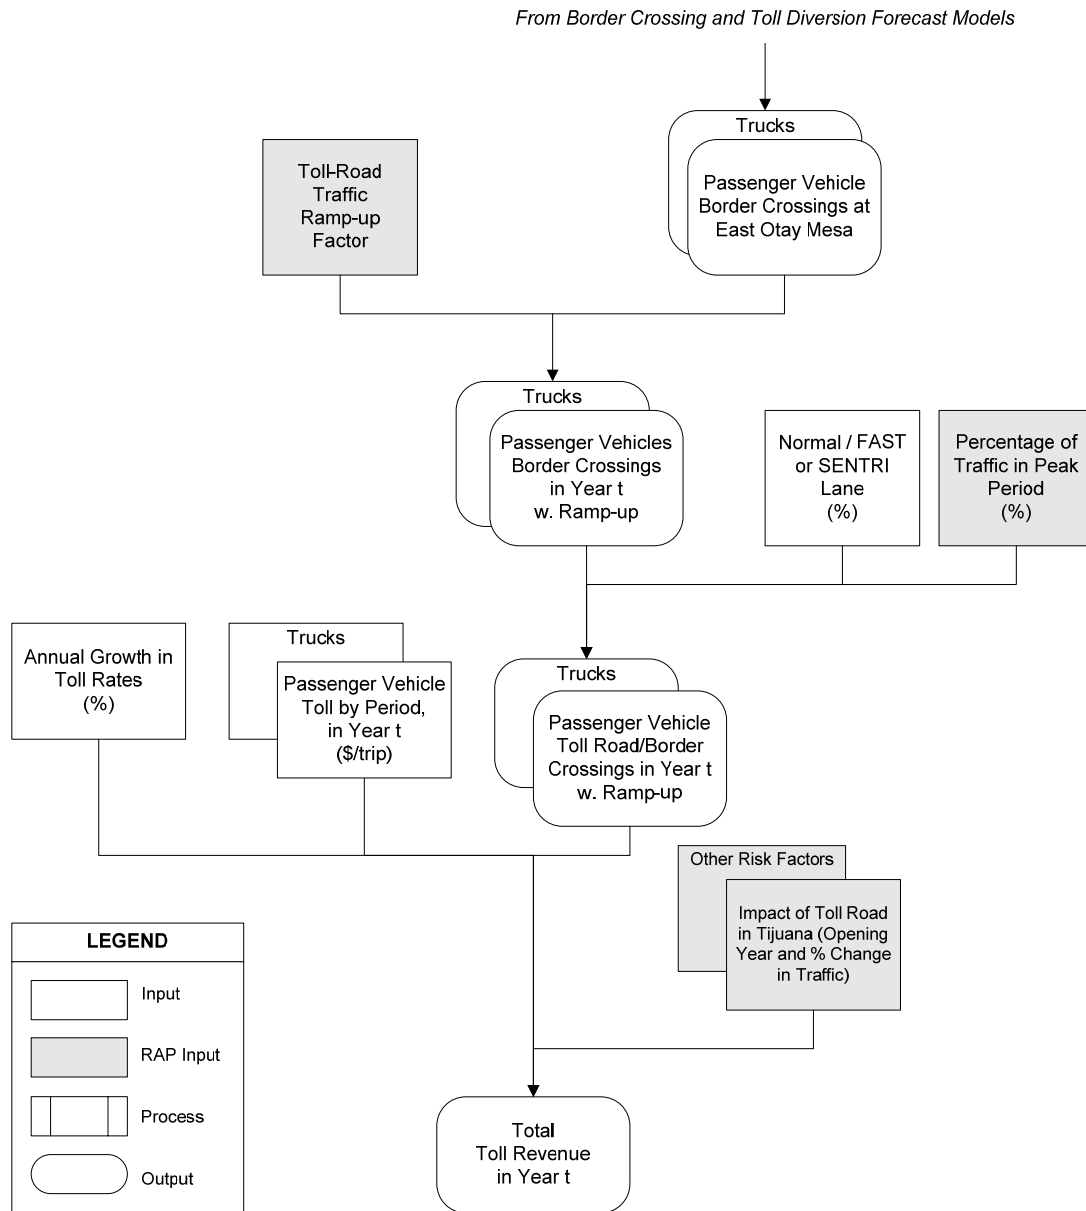 From Border Crossing and Toll Diversion Forecast Models
Trucks
Passenger Vehicle
Border Crossings at
East Otay Mesa
Toll-Road
Traffic
Ramp-up
Factor
Trucks
Passenger Vehicles
Border Crossings
in Year t
w. Ramp-up
Normal / FAST
or SENTRI
Lane
(%)
Percentage of
Traffic in Peak
Period
(%)
Annual Growth in
Toll Rates
(%)
Trucks
Passenger Vehicle
Toll by Period,
in Year t
($/trip)
Trucks
Passenger Vehicle
Toll Road/Border
Crossings in Year t
w. Ramp-up
Other Risk Factors
Impact of Toll Road
in Tijuana (Opening
Year and % Change
in Traffic)
LEGEND
Input
RAP Input
Process
Output
Total
Toll Revenue
in Year t